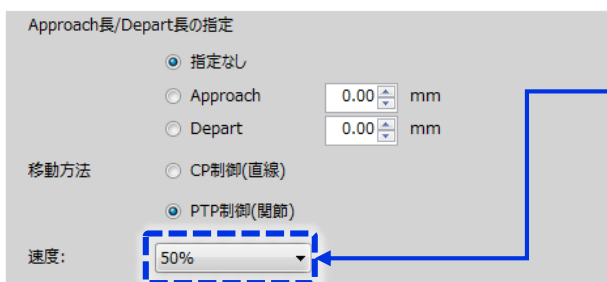 Approach長/Depart長の指定
指定なし
Approach 0.00 mm
Depart 0.00 mm
移動方法 CP制御(直線)
PTP制御(関節)
速度: 50%